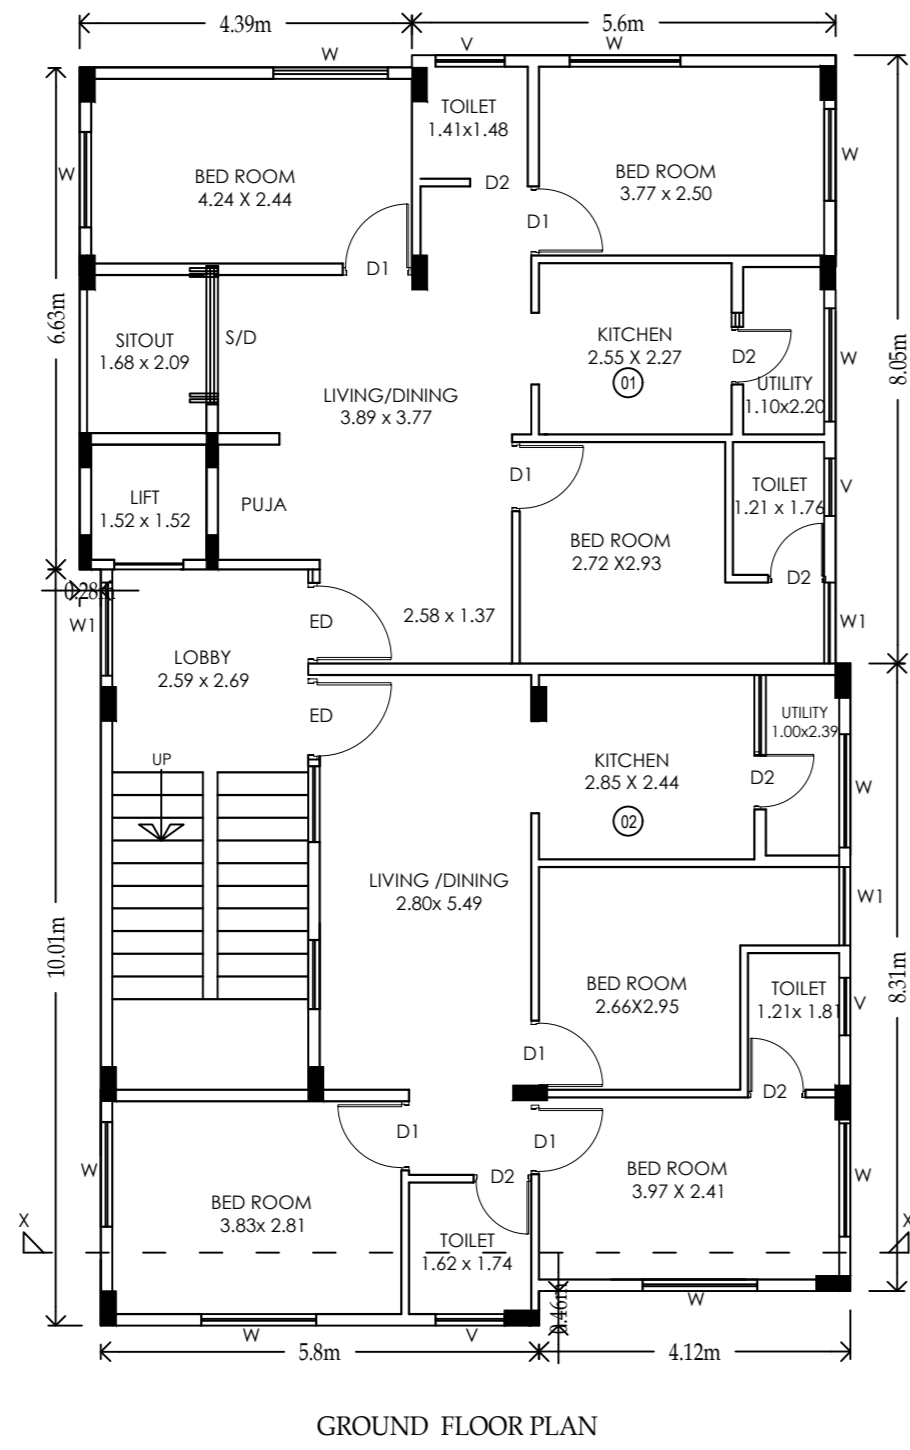 4.39m
5.6m
W
V
W
TOILET
1.41x1.48
BED ROOM
4.24 X 2.44
BED ROOM
3.77 x 2.50
W
W
D2
D1
D1
6.63m
8.05m
SITOUT
1.68 x 2.09
S/D
KITCHEN
2.55 X 2.27
01
D2
W
UTILITY
1.10x2.20
LIVING/DINING
3.89 x 3.77
D1
LIFT
1.52 x 1.52
PUJA
TOILET
1.21 x 1.76
V
BED ROOM
2.72 X2.93
D2
W1
W1
ED
2.58 x 1.37
LOBBY
2.59 x 2.69
ED
UTILITY
1.00x2.39
UP
KITCHEN
2.85 X 2.44
D2
W
02
LIVING /DINING
2.80x 5.49
W1
10.01m
8.31m
BED ROOM
2.66X2.95
TOILET
1.21x 1.81
V
D1
D2
D1
D1
W
BED ROOM
3.83x 2.81
D2
BED ROOM
3.97 X 2.41
W
X
X
TOILET
1.62 x 1.74
W
V
W
5.8m
4.12m
GROUND FLOOR PLAN